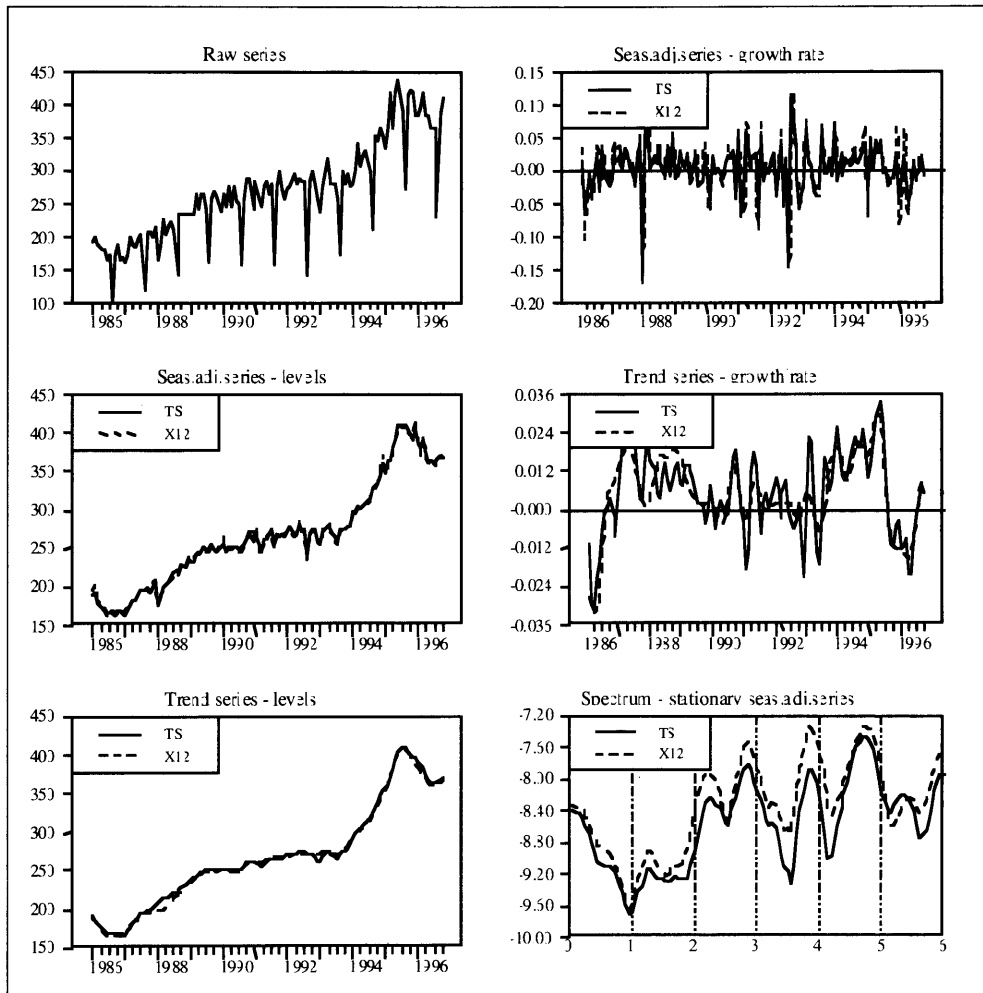 Raw series
450
400
350
300
250
200
150
100
1985 1988 1990 1992 1994 1996
Seas.adj.series - growth rate
TS
X12
0.15
0.10
0.05
-0.00
-0.05
-0.10
-0.15
-0.20
1986 1988 1990 1992 1994 1996
Seas.adj.series - levels
TS
X12
450
400
350
300
250
200
150
1985 1988 1990 1992 1994 1996
Trend series - growth rate
TS
X12
0.036
0.024
0.012
-0.000
-0.012
-0.024
-0.035
1986 1988 1990 1992 1994 1996
Trend series - levels
TS
X12
450
400
350
300
250
200
150
1985 1988 1990 1992 1994 1996
Spectrum - stationary seas.adj.series
TS
X12
-7.20
-7.50
-8.00
-8.40
-8.80
-9.20
-9.50
-10.00
0 1 2 3 4 5 6